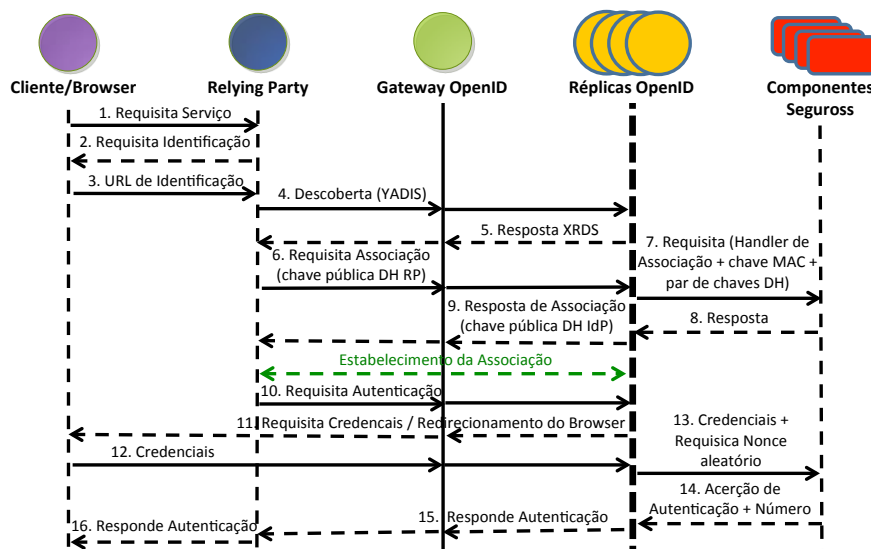 Cliente/Browser
Relying Party
Gateway OpenID
Réplicas OpenID
Componentes
Seguross
1. Requisita Serviço
2. Requisita Identificação
3. URL de Identificação
4. Descoberta (YADIS)
5. Resposta XRDS
6. Requisita Associação
(chave pública DH RP)
7. Requisita (Handler de
Associação + chave MAC +
par de chaves DH)
8. Resposta
9. Resposta de Associação
(chave pública DH IdP)
Estabelecimento da Associação
10. Requisita Autenticação
11. Requisita Credencais / Redirecionamento do Browser
12. Credenciais
13. Credenciais +
Requisica Nonce
aleatório
14. Acerção de
Autenticação + Número
15. Responde Autenticação
16. Responde Autenticação